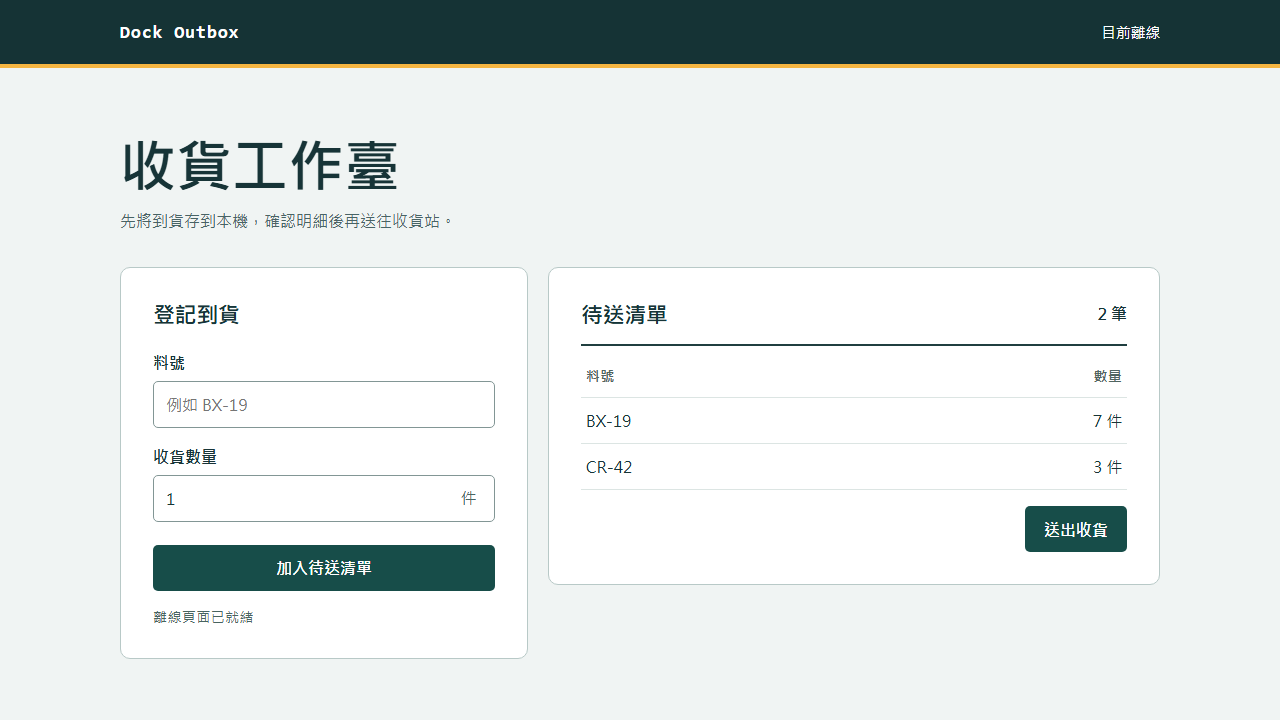 Dock Outbox
目前離線
收貨工作臺
先將到貨存到本機，確認明細後再送往收貨站。
登記到貨
料號
例如 BX-19
收貨數量
1 件
加入待送清單
離線頁面已就緒
待送清單 2 筆
料號 數量
BX-19 7 件
CR-42 3 件
送出收貨